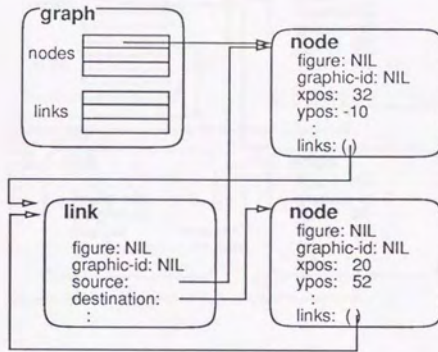 graph
nodes
links
node
figure: NIL
graphic-id: NIL
xpos: 32
ypos: -10
:
links: ( )
link
figure: NIL
graphic-id: NIL
source:
destination:
:
node
figure: NIL
graphic-id: NIL
xpos: 20
ypos: 52
:
links: ( )